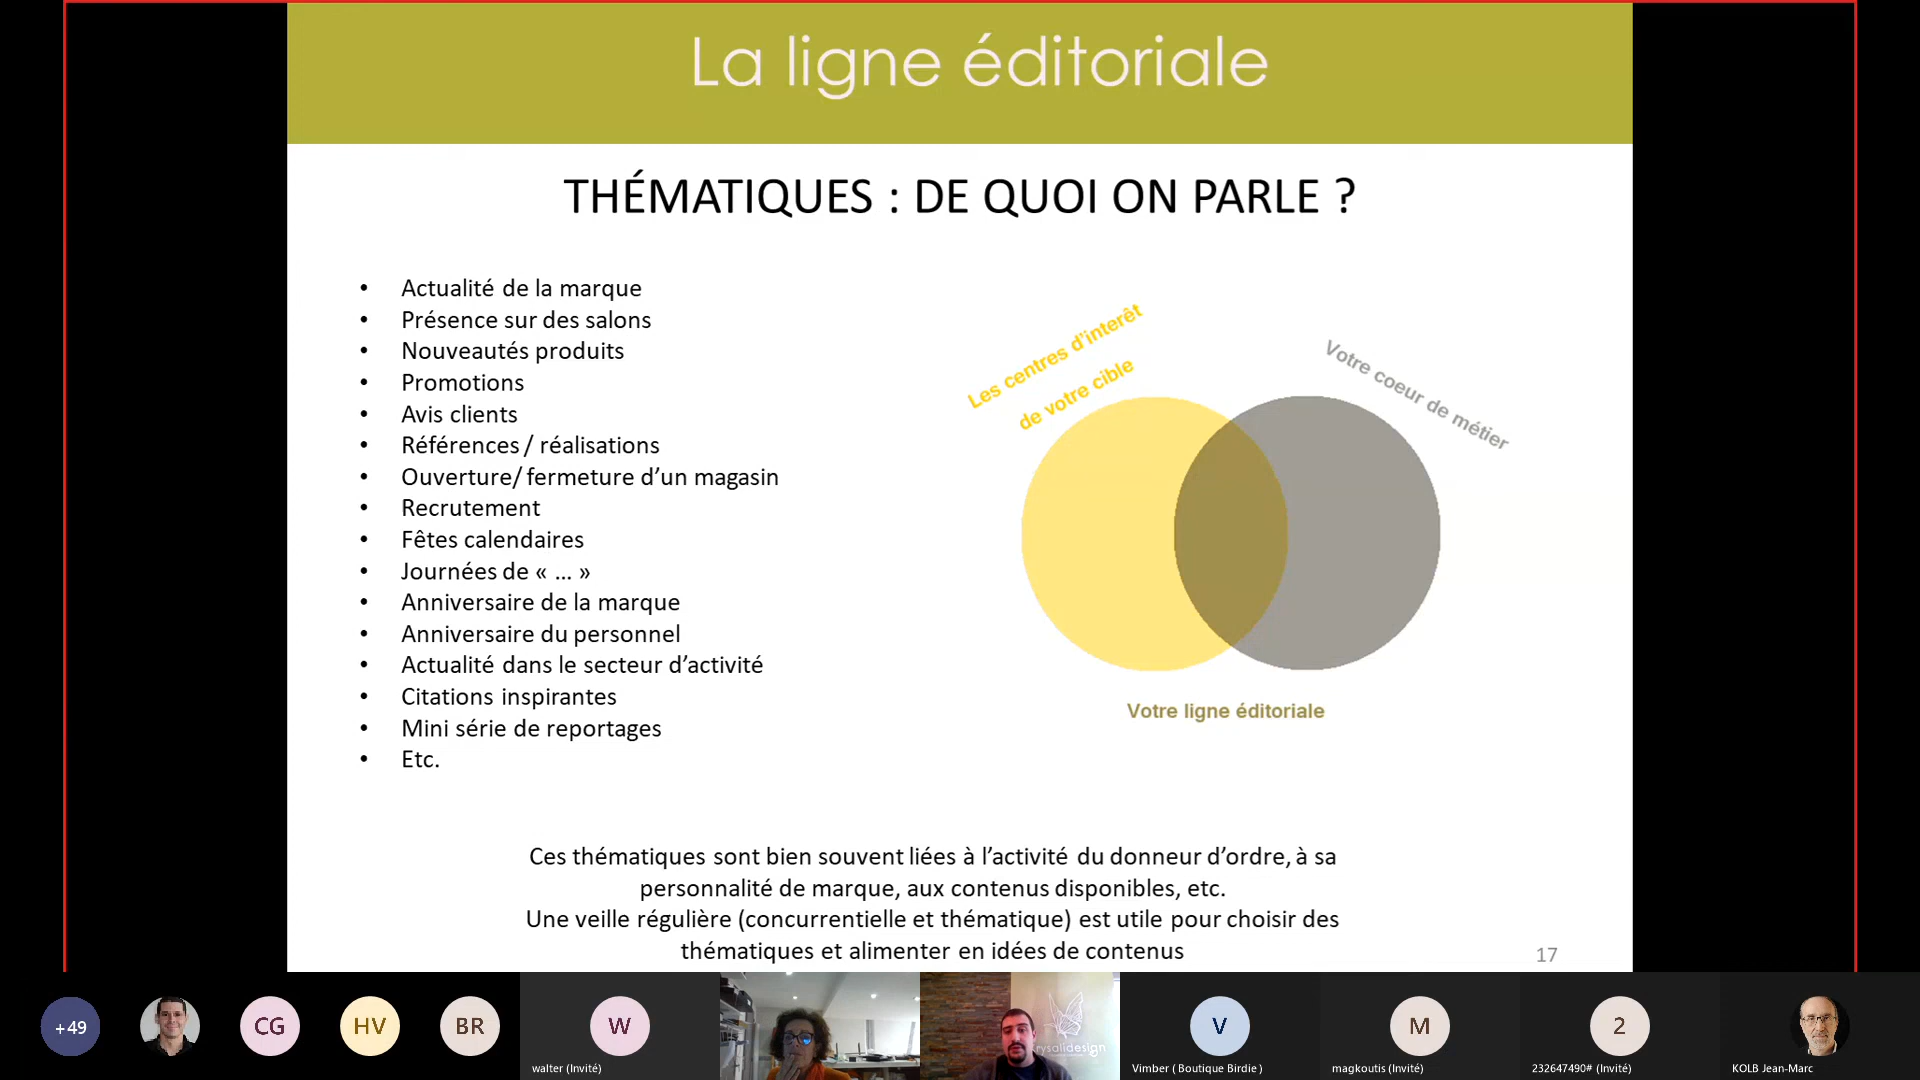 La ligne éditoriale
THÉMATIQUES : DE QUOI ON PARLE ?
• Actualité de la marque
• Présence sur des salons
• Nouveautés produits
• Promotions
• Avis clients
• Références / réalisations
• Ouverture/ fermeture d’un magasin
• Recrutement
• Fêtes calendaires
• Journées de « ... »
• Anniversaire de la marque
• Anniversaire du personnel
• Actualité dans le secteur d’activité
• Citations inspirantes
• Mini série de reportages
• Etc.
Les centres d'interêt
de votre cible
Votre coeur de métier
Votre ligne éditoriale
Ces thématiques sont bien souvent liées à l’activité du donneur d’ordre, à sa
personnalité de marque, aux contenus disponibles, etc.
Une veille régulière (concurrentielle et thématique) est utile pour choisir des
thématiques et alimenter en idées de contenus
17
+49
CG
HV
BR
W
walter (Invité)
rysalidesign
V
Vimber ( Boutique Birdie )
M
magkoutis (Invité)
2
232647490# (Invité)
KOLB Jean-Marc